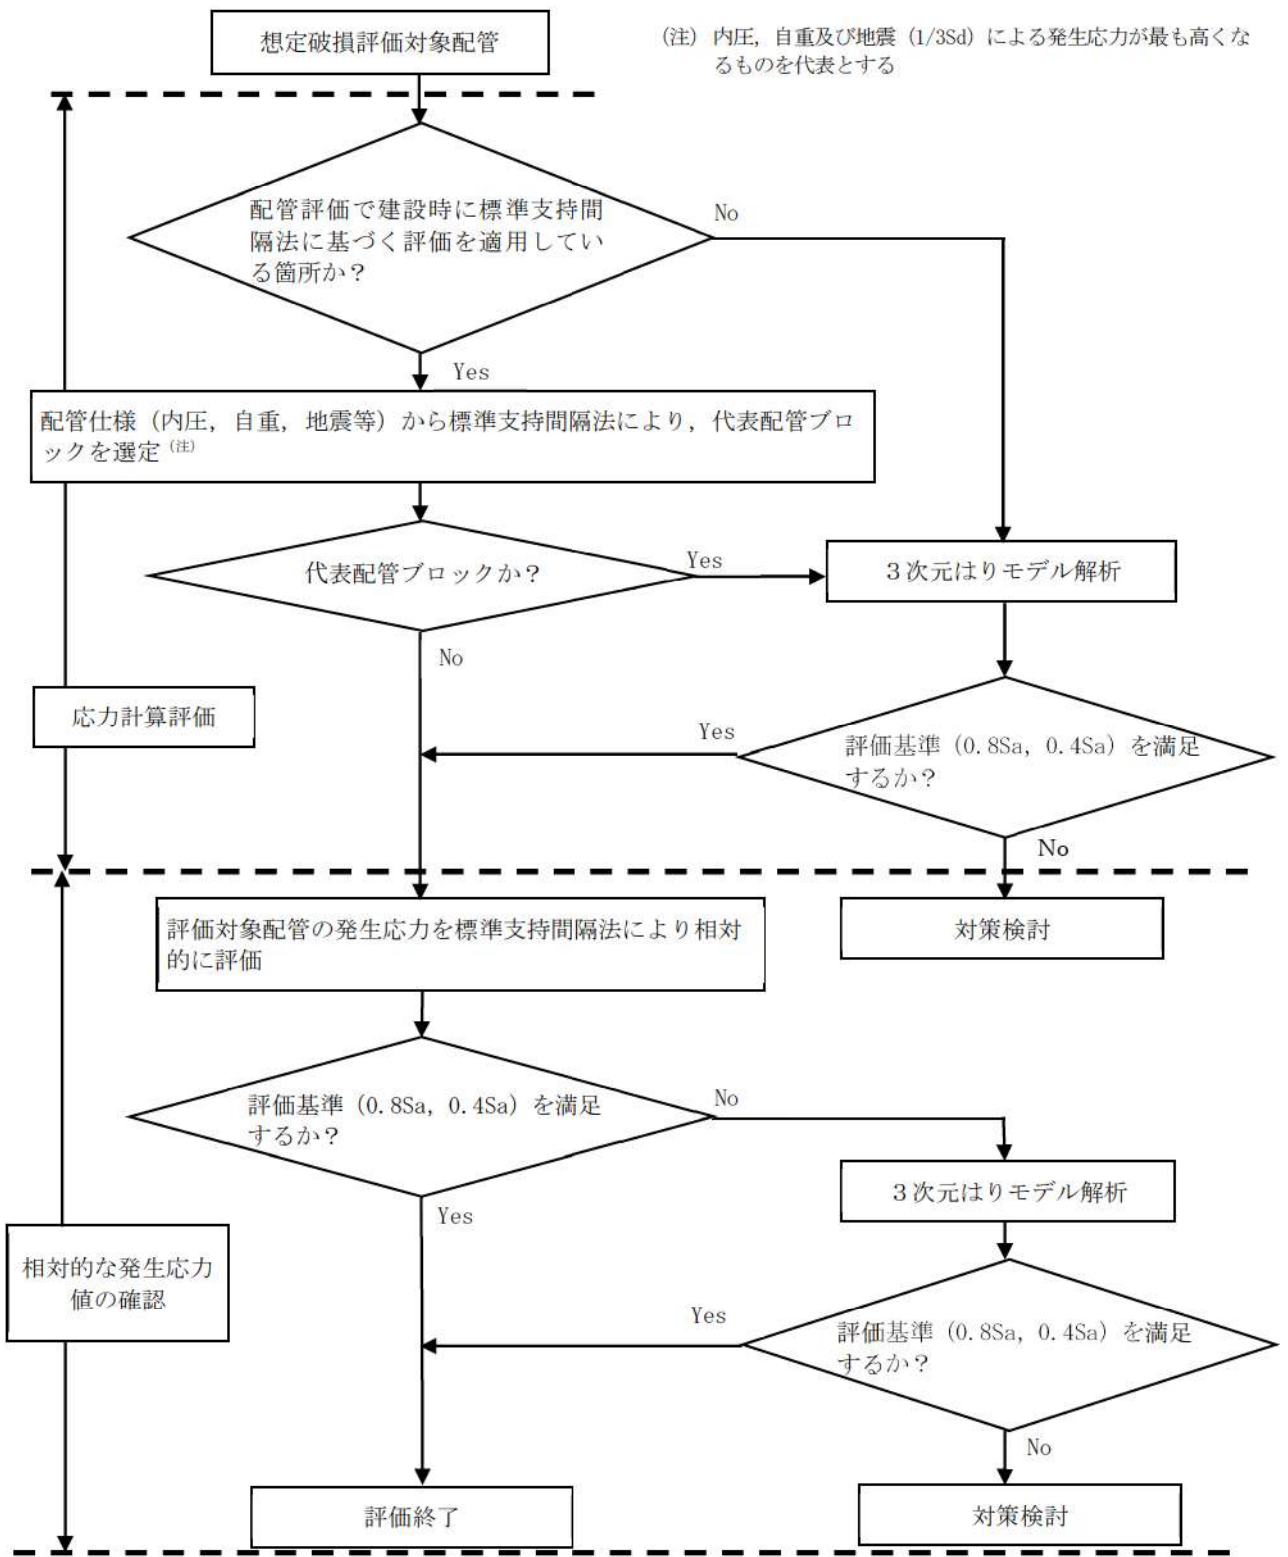 想定破損評価対象配管
(注) 内圧,自重及び地震(1/3Sd)による発生応力が最も高くな
るものを代表とする
配管評価で建設時に標準支持間
隔法に基づく評価を適用してい
る箇所か?
No
Yes
配管仕様(内圧,自重,地震等)から標準支持間隔法により,代表配管ブロ
ックを選定(注)
代表配管ブロックか?
Yes
3次元はりモデル解析
No
応力計算評価
Yes
評価基準(0.8Sa, 0.4Sa)を満足
するか?
No
評価対象配管の発生応力を標準支持間隔法により相対
的に評価
対策検討
評価基準(0.8Sa, 0.4Sa)を満足
するか?
No
3次元はりモデル解析
Yes
相対的な発生応力
値の確認
Yes
評価基準(0.8Sa, 0.4Sa)を満足
するか?
No
評価終了
対策検討